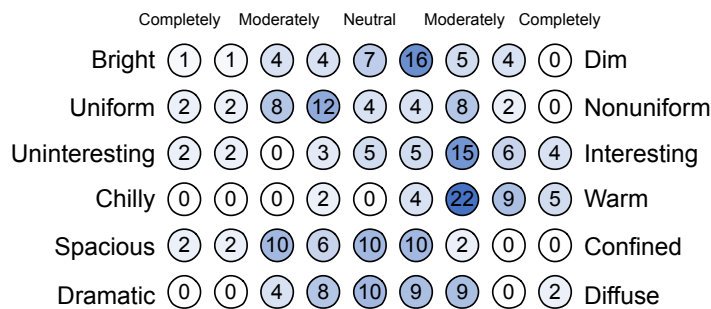 Completely Moderately Neutral Moderately Completely
Bright 1 1 4 4 7 16 5 4 0 Dim
Uniform 2 2 8 12 4 4 8 2 0 Nonuniform
Uninteresting 2 2 0 3 5 5 15 6 4 Interesting
Chilly 0 0 0 2 0 4 22 9 5 Warm
Spacious 2 2 10 6 10 10 2 0 0 Confined
Dramatic 0 0 4 8 10 9 9 0 2 Diffuse